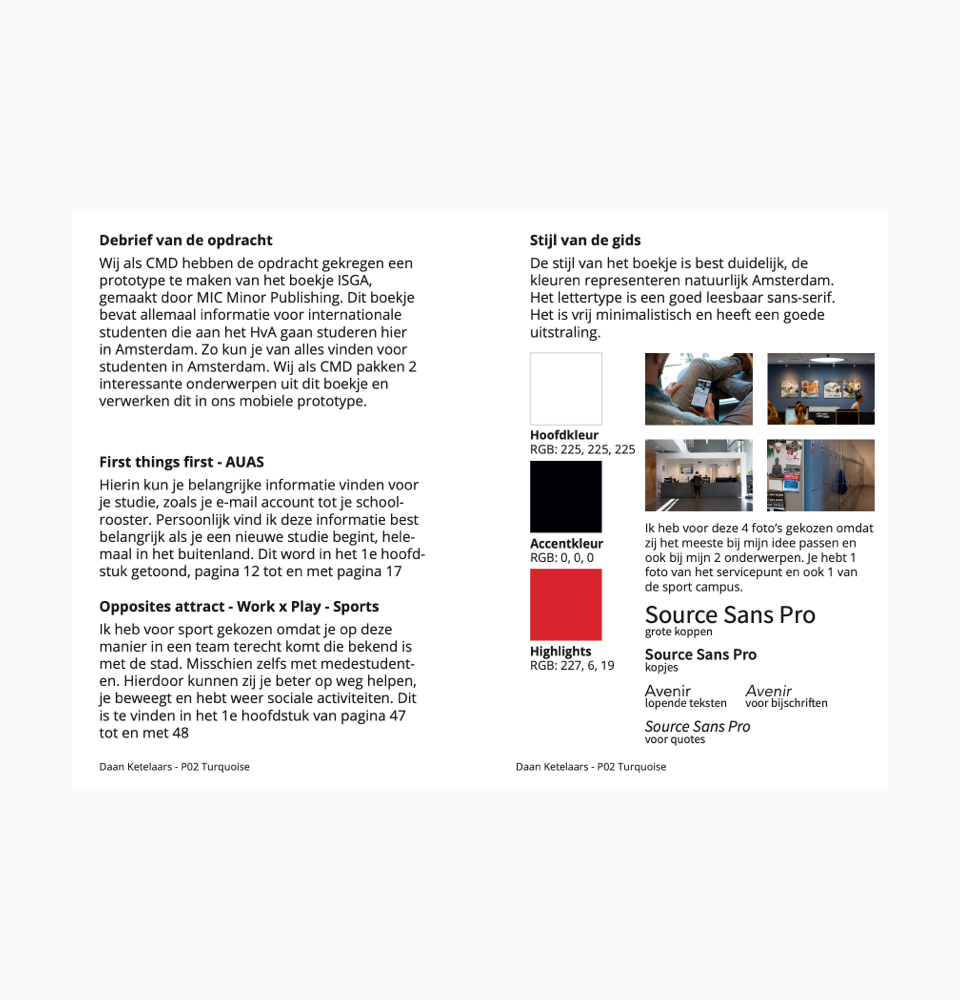 Debrief van de opdracht
Wij als CMD hebben de opdracht gekregen een
prototype te maken van het boekje ISGA,
gemaakt door MIC Minor Publishing. Dit boekje
bevat allemaal informatie voor internationale
studenten die aan het HvA gaan studeren hier
in Amsterdam. Zo kun je van alles vinden voor
studenten in Amsterdam. Wij als CMD pakken 2
interessante onderwerpen uit dit boekje en
verwerken dit in ons mobiele prototype.
First things first - AUAS
Hierin kun je belangrijke informatie vinden voor
je studie, zoals je e-mail account tot je school-
rooster. Persoonlijk vind ik deze informatie best
belangrijk als je een nieuwe studie begint, hele-
maal in het buitenland. Dit word in het 1e hoofd-
stuk getoond, pagina 12 tot en met pagina 17
Opposites attract - Work x Play - Sports
Ik heb voor sport gekozen omdat je op deze
manier in een team terecht komt die bekend is
met de stad. Misschien zelfs met medestudent-
en. Hierdoor kunnen zij je beter op weg helpen,
je beweegt en hebt weer sociale activiteiten. Dit
is te vinden in het 1e hoofdstuk van pagina 47
tot en met 48
Daan Ketelaars - P02 Turquoise
Stijl van de gids
De stijl van het boekje is best duidelijk, de
kleuren representeren natuurlijk Amsterdam.
Het lettertype is een goed leesbaar sans-serif.
Het is vrij minimalistisch en heeft een goede
uitstraling.
Hoofdkleur
RGB: 225, 225, 225
Accentkleur
RGB: 0, 0, 0
Highlights
RGB: 227, 6, 19
Ik heb voor deze 4 foto's gekozen omdat
zij het meeste bij mijn idee passen en
ook bij mijn 2 onderwerpen. Je hebt 1
foto van het servicepunt en ook 1 van
de sport campus.
Source Sans Pro
grote koppen
Source Sans Pro
kopjes
Avenir
lopende teksten
Avenir
voor bijschriften
Source Sans Pro
voor quotes
Daan Ketelaars - P02 Turquoise